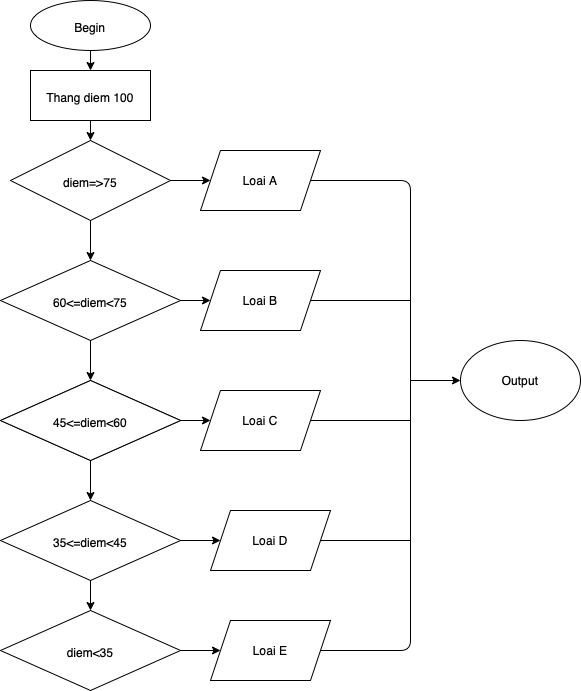 Begin
Thang diem 100
diem=>75
Loai A
60<=diem<75
Loai B
Output
45<=diem<60
Loai C
35<=diem<45
Loai D
diem<35
Loai E